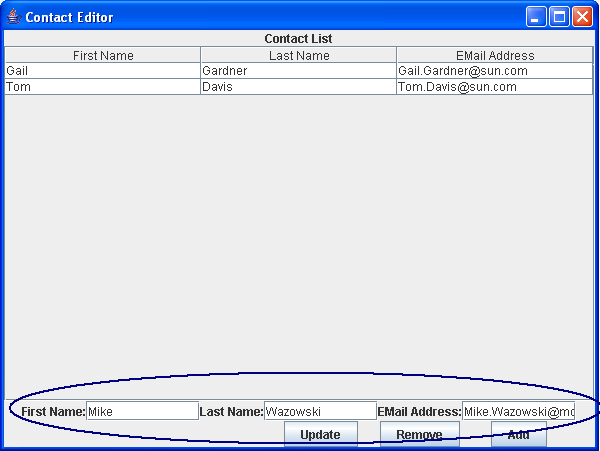 Contact Editor
Contact List
First Name Last Name EMail Address
Gail Gardner Gail.Gardner@sun.com
Tom Davis Tom.Davis@sun.com
First Name: Mike Last Name: Wazowski EMail Address: Mike.Wazowski@mo
Update Remove Add